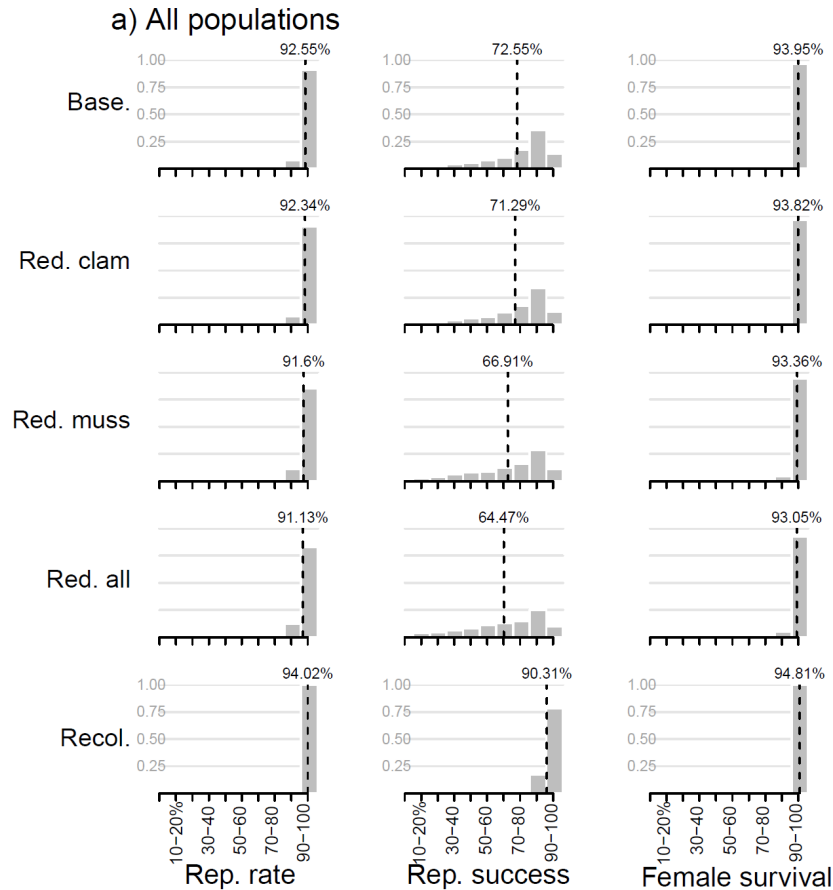 a) All populations
92.55% 72.55% 93.95%
Base.
1.00 1.00 1.00
0.75 0.75 0.75
0.50 0.50 0.50
0.25 0.25 0.25
92.34% 71.29% 93.82%
Red. clam
91.6% 66.91% 93.36%
Red. muss
91.13% 64.47% 93.05%
Red. all
94.02% 90.31% 94.81%
Recol.
1.00 1.00 1.00
0.75 0.75 0.75
0.50 0.50 0.50
0.25 0.25 0.25
10−20% 30−40 50−60 70−80 90−100 10−20% 30−40 50−60 70−80 90−100 10−20% 30−40 50−60 70−80 90−100
Rep. rate Rep. success Female survival